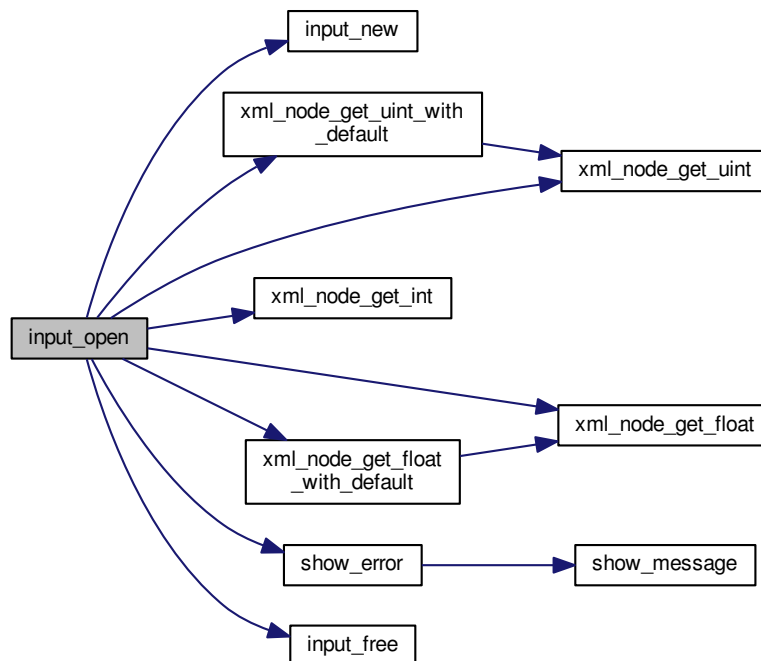 input_new
xml_node_get_uint_with
_default
xml_node_get_uint
xml_node_get_int
input_open
xml_node_get_float
xml_node_get_float
_with_default
show_error
show_message
input_free